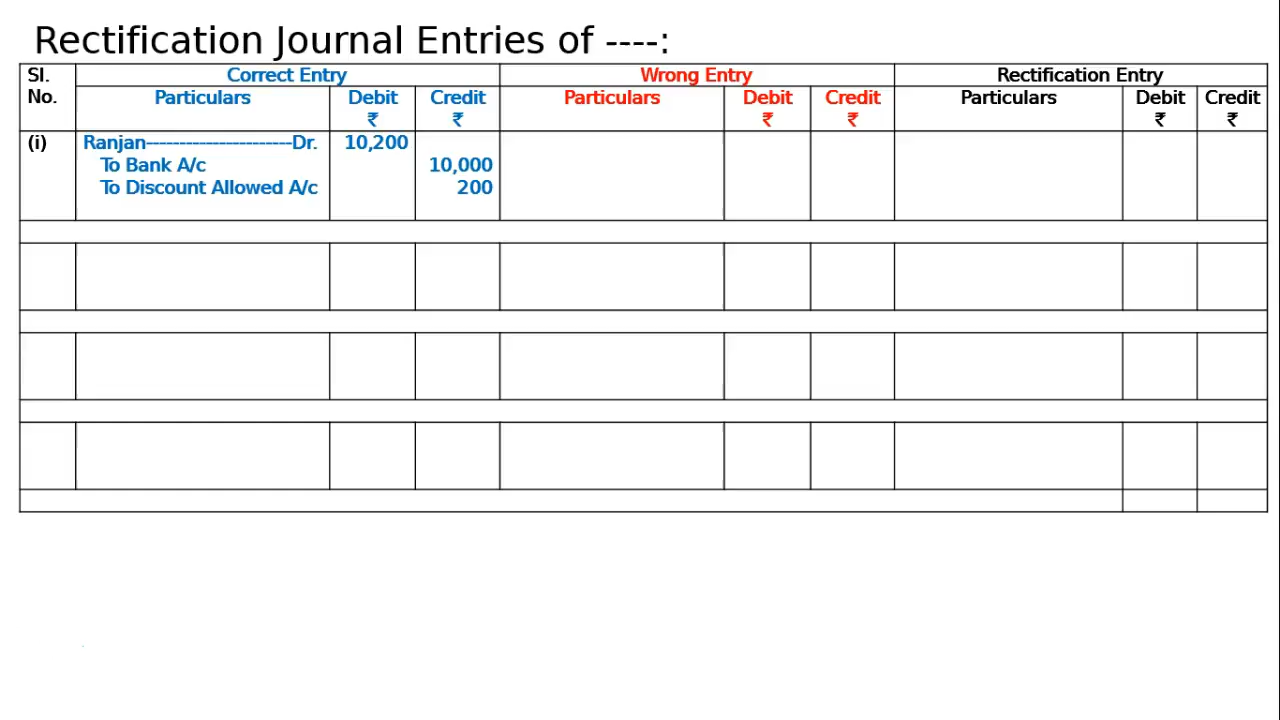 Rectification Journal Entries of ----:
Sl. No. Correct Entry Wrong Entry Rectification Entry
Particulars Debit ₹ Credit ₹ Particulars Debit ₹ Credit ₹ Particulars Debit ₹ Credit ₹
(i) Ranjan----------------------Dr. 10,200
To Bank A/c 10,000
To Discount Allowed A/c 200